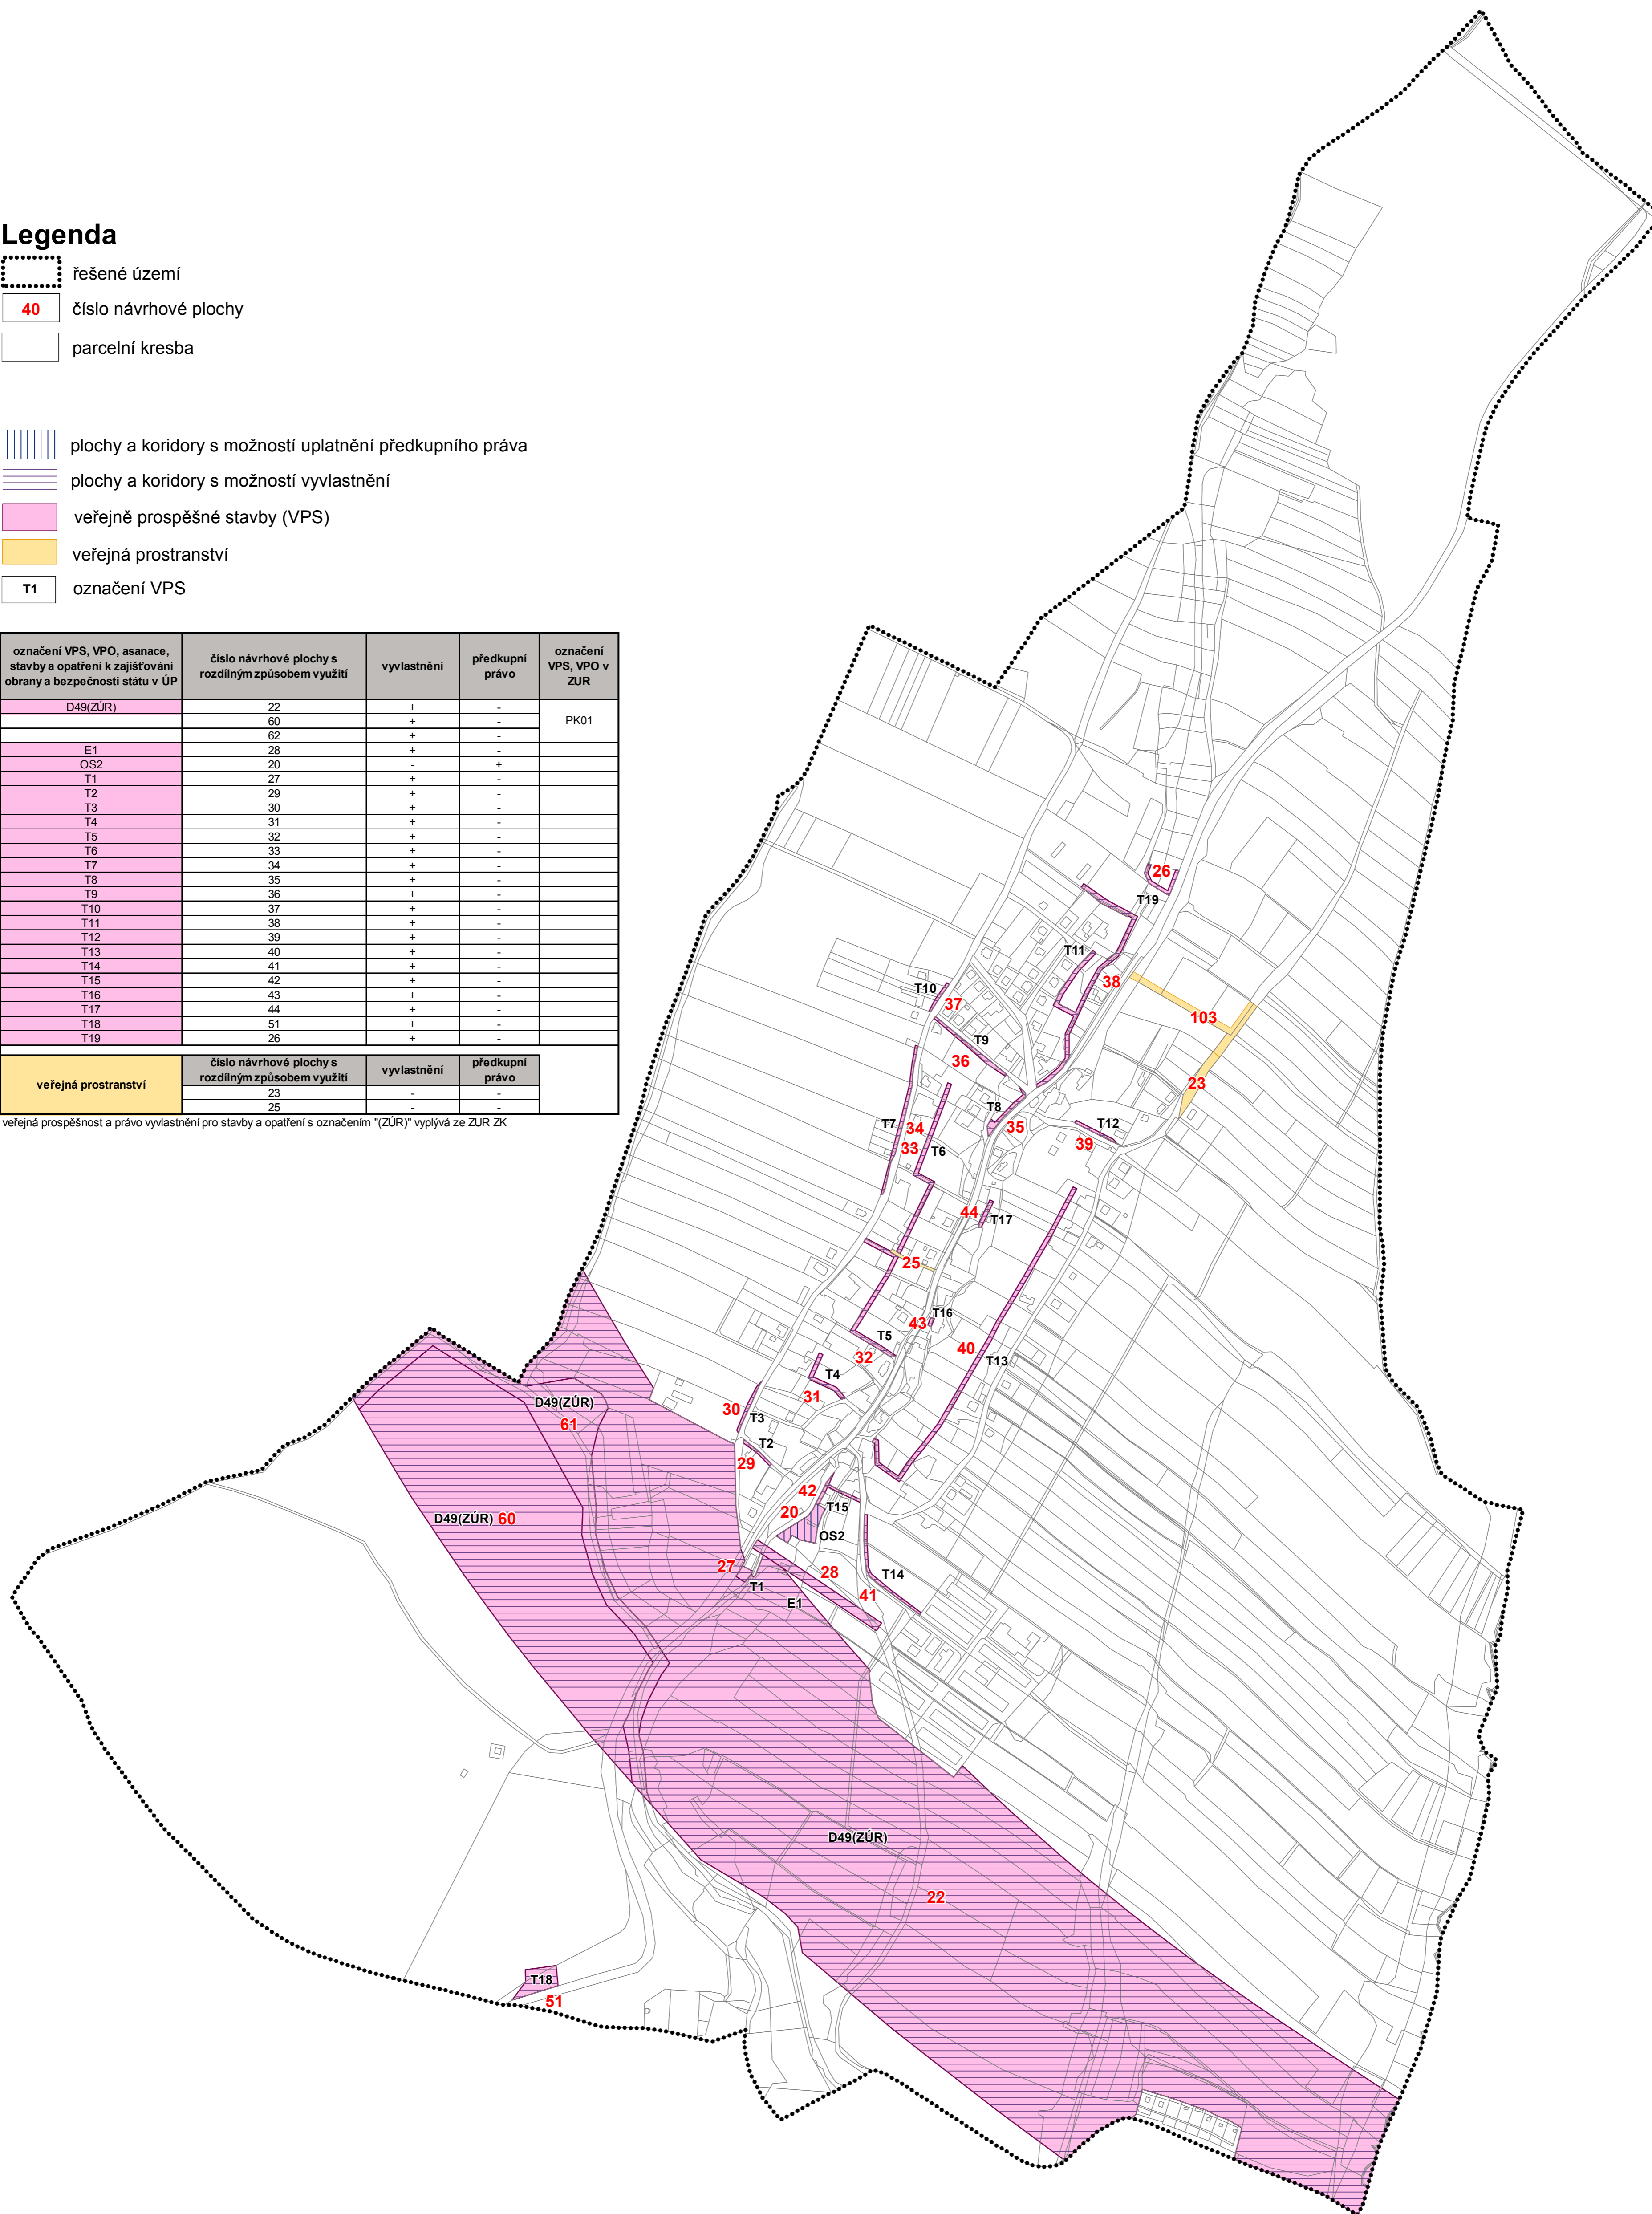 Legenda
řešené území
40 číslo návrhové plochy
parcelní kresba
plochy a koridory s možností uplatnění předkupního práva
plochy a koridory s možností vyvlastnění
veřejně prospěšné stavby (VPS)
veřejná prostranství
T1 označení VPS
označení VPS, VPO, asanace, stavby a opatření k zajišťování obrany a bezpečnosti státu v ÚP | číslo návrhové plochy s rozdílným způsobem využití | vyvlastnění | předkupní právo | označení VPS, VPO v ZUR
D49(ZÚR) 22 + -
60 + - PK01
62 + -
E1 28 + -
OS2 20 - +
T1 27 + -
T2 29 + -
T3 30 + -
T4 31 + -
T5 32 + -
T6 33 + -
T7 34 + -
T8 35 + -
T9 36 + -
T10 37 + -
T11 38 + -
T12 39 + -
T13 40 + -
T14 41 + -
T15 42 + -
T16 43 + -
T17 44 + -
T18 51 + -
T19 26 + -
veřejná prostranství | číslo návrhové plochy s rozdílným způsobem využití | vyvlastnění | předkupní právo
23 - -
25 - -
veřejná prospěšnost a právo vyvlastnění pro stavby a opatření s označením "(ZÚR)" vyplývá ze ZUR ZK
26
T19
T11
38
T10
37
103
T9
36
23
T8
35
T12
39
T7
34
33
T6
44
T17
25
T16
43
40
T13
T5
32
T4
31
30
T3
T2
29
D49(ZÚR)
61
42
20
T15
OS2
D49(ZÚR) 60
27
T1
28
E1
41
T14
D49(ZÚR)
22
T18
51